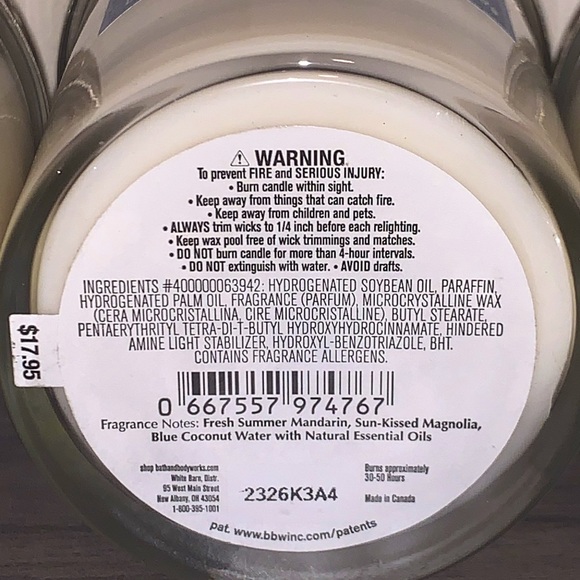 ⚠ WARNING
To prevent FIRE and SERIOUS INJURY:
• Burn candle within sight.
• Keep away from things that can catch fire.
• Keep away from children and pets.
• ALWAYS trim wicks to 1/4 inch before each relighting.
• Keep wax pool free of wick trimmings and matches.
• DO NOT burn candle for more than 4-hour intervals.
• DO NOT extinguish with water. • AVOID drafts.
INGREDIENTS #400000063942: HYDROGENATED SOYBEAN OIL, PARAFFIN,
HYDROGENATED PALM OIL, FRAGRANCE (PARFUM), MICROCRYSTALLINE WAX
(CERA MICROCRISTALLINA, CIRE MICROCRISTALLINE), BUTYL STEARATE,
PENTAERYTHRITYL TETRA-DI-T-BUTYL HYDROXYHYDROCINNAMATE, HINDERED
AMINE LIGHT STABILIZER, HYDROXYL-BENZOTRIAZOLE, BHT.
CONTAINS FRAGRANCE ALLERGENS.
$17.95
0 667557 974767
Fragrance Notes: Fresh Summer Mandarin, Sun-Kissed Magnolia,
Blue Coconut Water with Natural Essential Oils
shop bathandbodyworks.com
White Barn, Distr.
95 West Main Street
New Albany, OH 43054
1-800-395-1001
2326K3A4
Burns approximately
30-50 Hours
Made in Canada
pat. www.bbwinc.com/patents